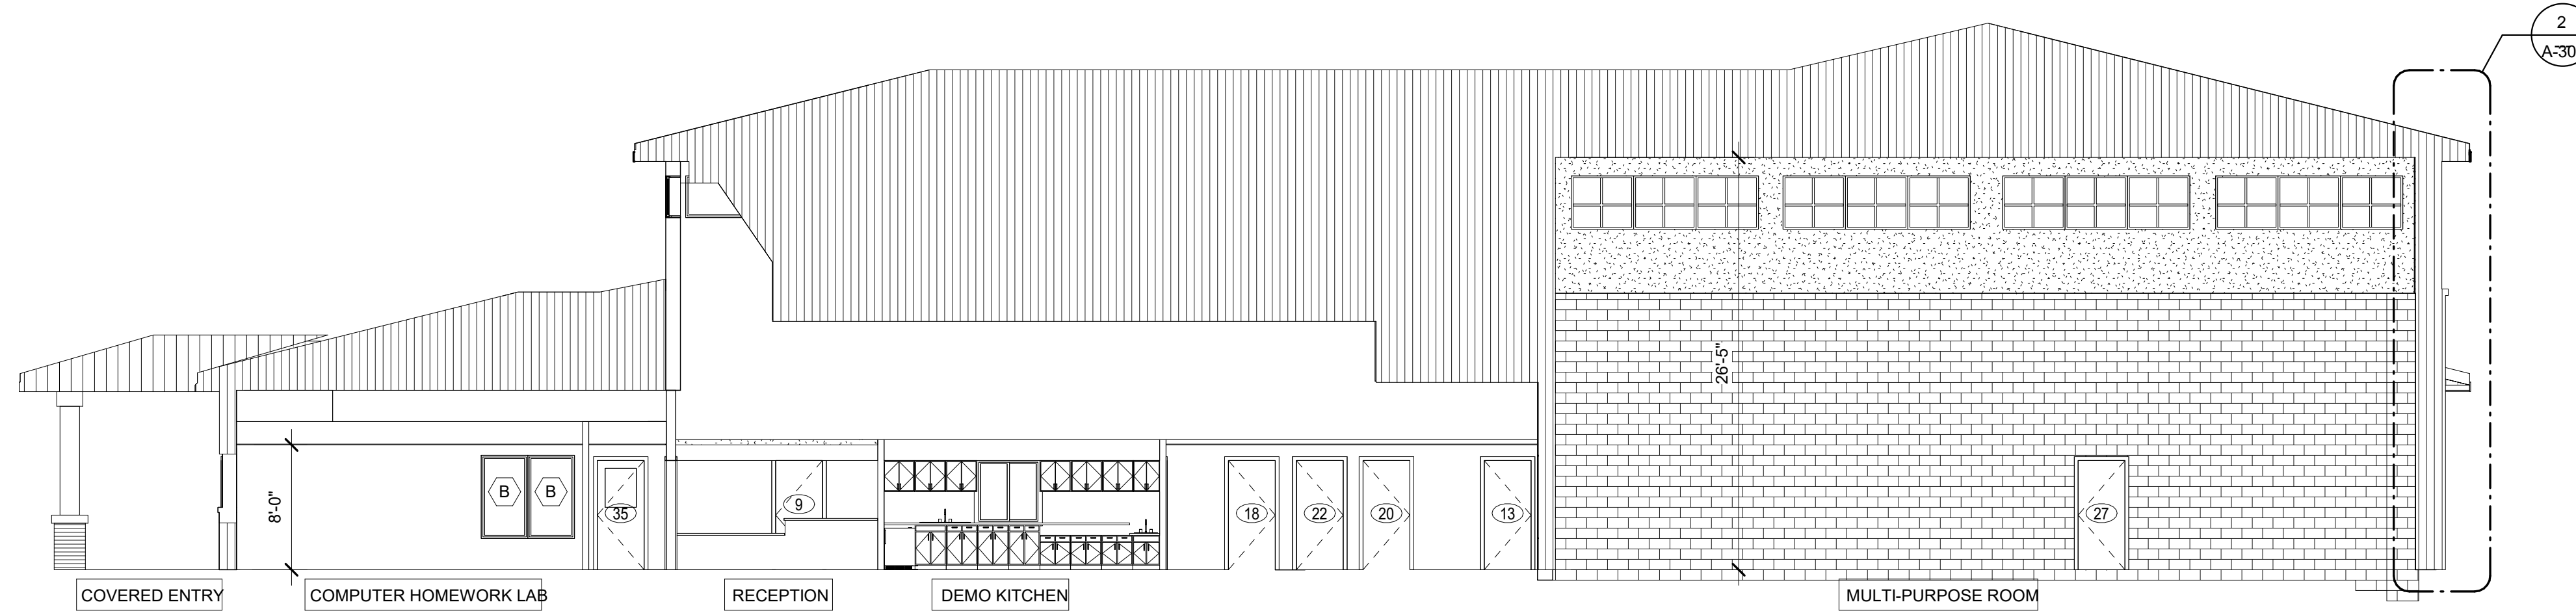 2
A-30
26'-5"
8'-0"
B
B
35
9
18
22
20
13
27
COVERED ENTRY
COMPUTER HOMEWORK LAB
RECEPTION
DEMO KITCHEN
MULTI-PURPOSE ROOM